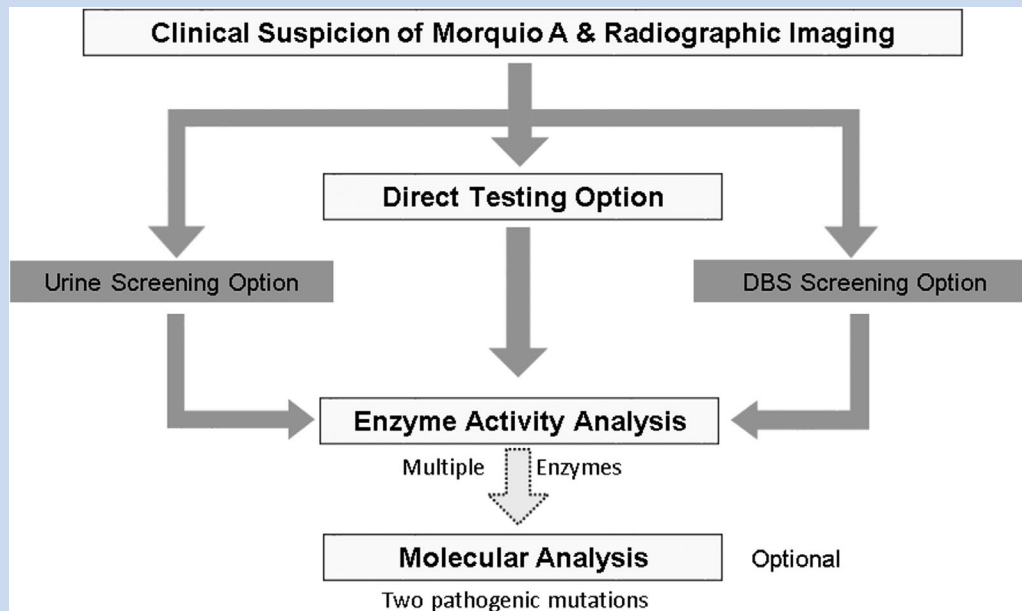 Clinical Suspicion of Morquio A & Radiographic Imaging
Direct Testing Option
Urine Screening Option
DBS Screening Option
Enzyme Activity Analysis
Multiple Enzymes
Molecular Analysis
Optional
Two pathogenic mutations